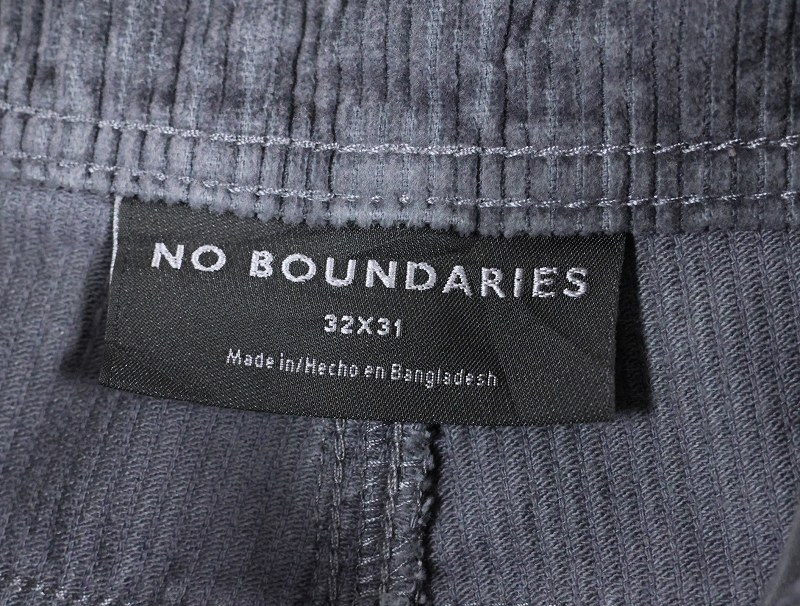 NO BOUNDARIES
32X31
Made in/Hecho en Bangladesh